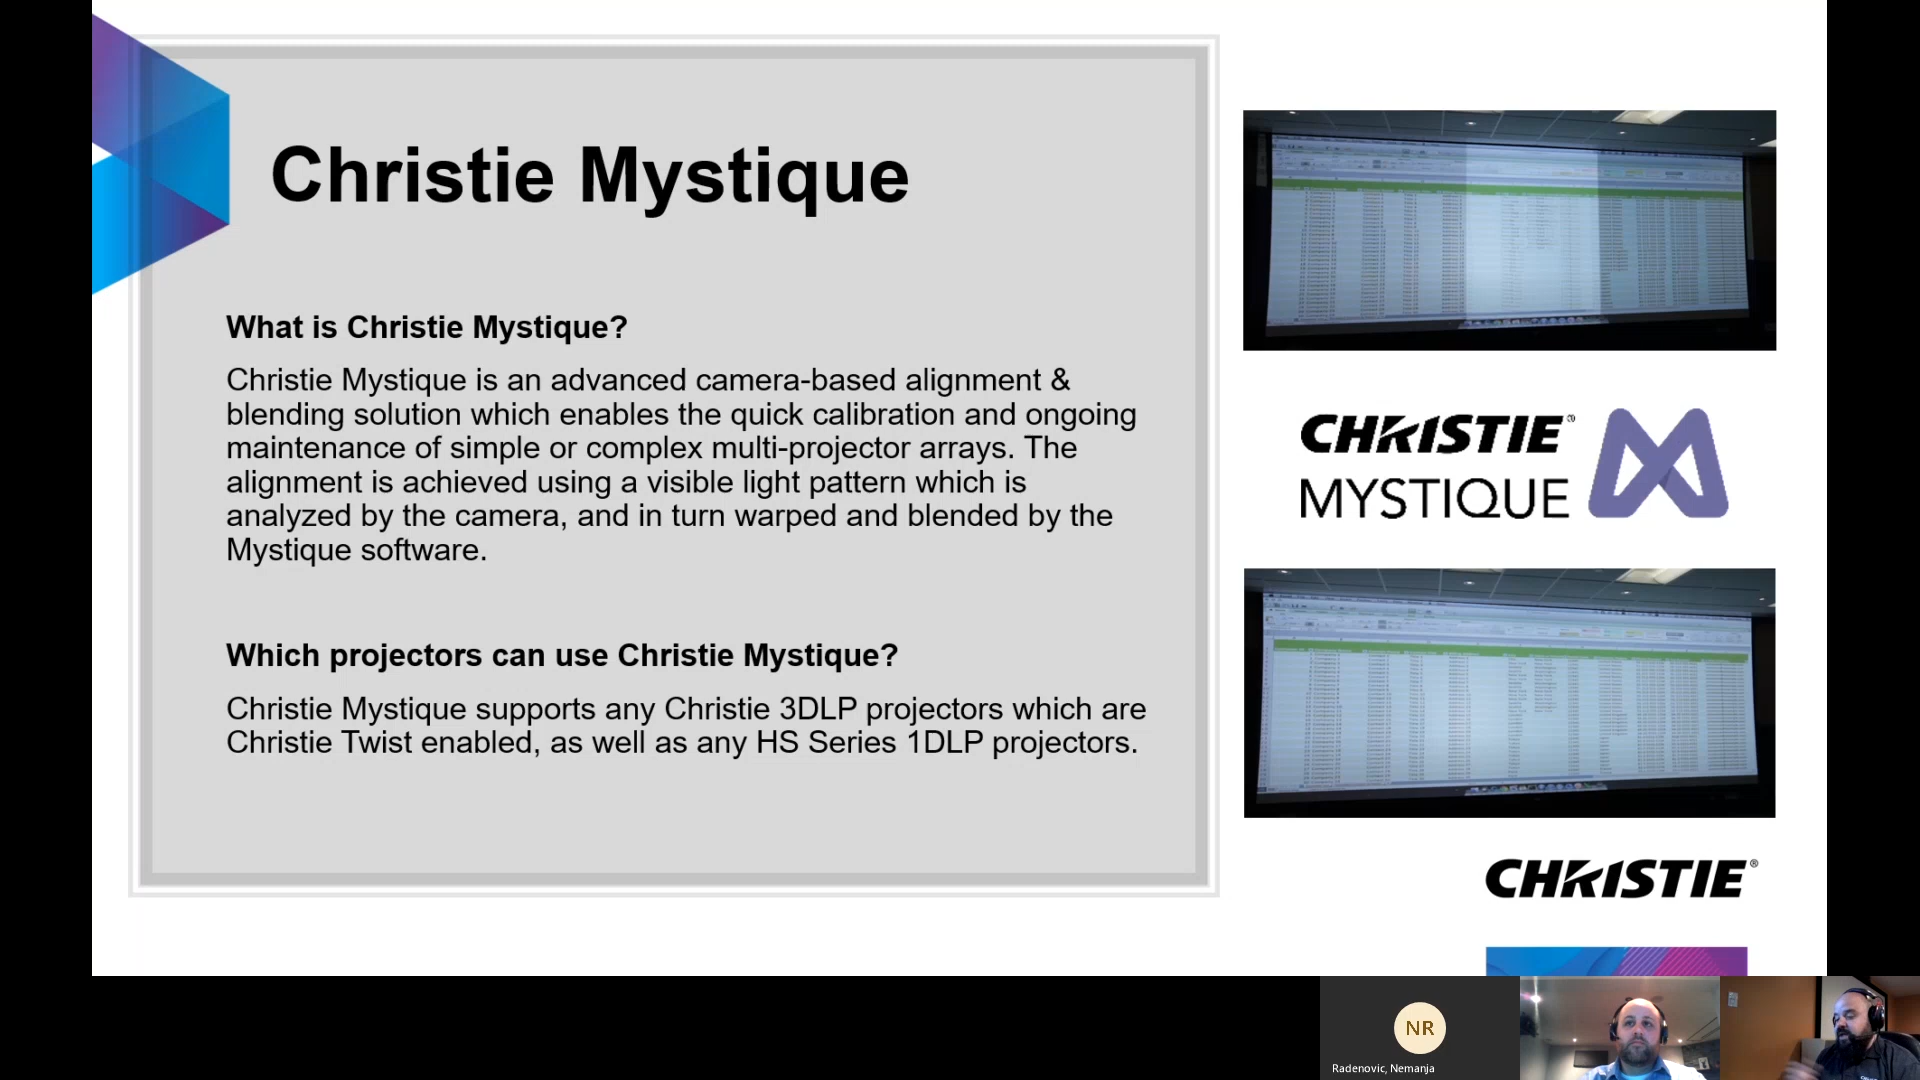 Christie Mystique
What is Christie Mystique?
Christie Mystique is an advanced camera-based alignment &
blending solution which enables the quick calibration and ongoing
maintenance of simple or complex multi-projector arrays. The
alignment is achieved using a visible light pattern which is
analyzed by the camera, and in turn warped and blended by the
Mystique software.
Which projectors can use Christie Mystique?
Christie Mystique supports any Christie 3DLP projectors which are
Christie Twist enabled, as well as any HS Series 1DLP projectors.
CHRISTIE®
MYSTIQUE
CHRISTIE®
NR
Radenovic, Nemanja